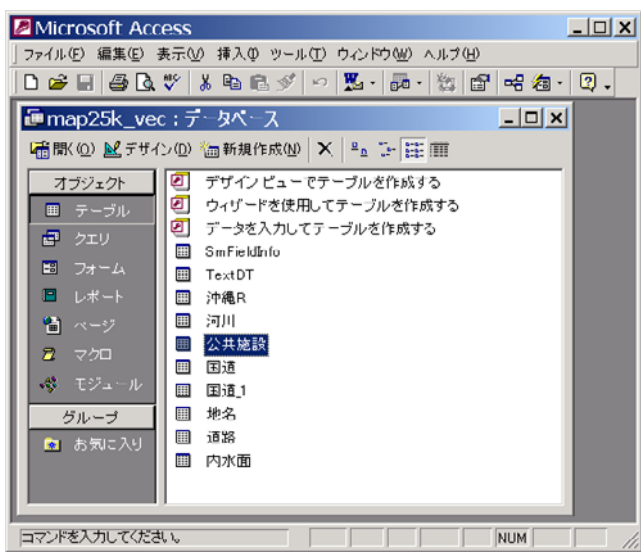 Microsoft Access
ファイル(F) 編集(E) 表示(V) 挿入(I) ツール(T) ウィンドウ(W) ヘルプ(H)
map25k_vec : データベース
開く(O) デザイン(D) 新規作成(N)
オブジェクト
テーブル
クエリ
フォーム
レポート
ページ
マクロ
モジュール
グループ
お気に入り
デザイン ビューでテーブルを作成する
ウィザードを使用してテーブルを作成する
データを入力してテーブルを作成する
SmFieldInfo
TextDT
沖縄R
河川
公共施設
国道
国道_1
地名
道路
内水面
コマンドを入力してください。
NUM